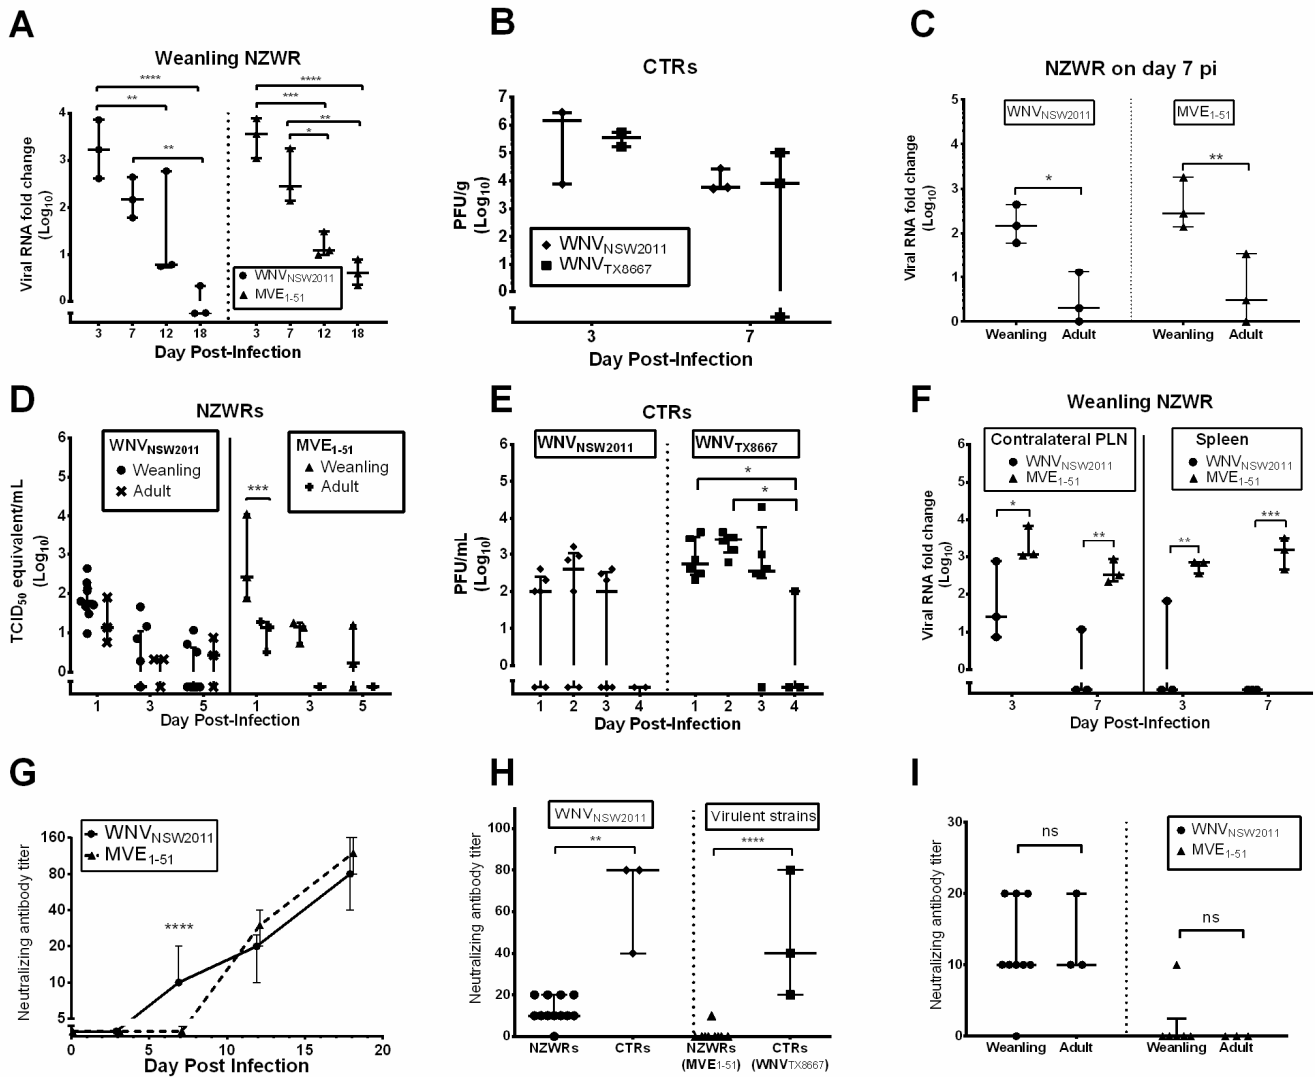 A
Weanling NZWR
Viral RNA fold change
(Log10)
4
3
2
1
0
****
**
**
****
***
**
*
WNVNSW2011
MVE1-51
3 7 12 18 3 7 12 18
Day Post-Infection
B
CTRs
PFU/g
(Log10)
7
6
5
4
3
2
1
0
WNVNSW2011
WNVTX8667
3 7
Day Post-Infection
C
NZWR on day 7 pi
Viral RNA fold change
(Log10)
5
4
3
2
1
0
WNVNSW2011
MVE1-51
*
**
Weanling Adult Weanling Adult
D
NZWRs
TCID50 equivalent/mL
(Log10)
6
5
4
3
2
1
0
WNVNSW2011
Weanling
Adult
MVE1-51
Weanling
Adult
***
1 3 5 1 3 5
Day Post-Infection
E
CTRs
PFU/mL
(Log10)
6
5
4
3
2
1
0
WNVNSW2011
WNVTX8667
*
*
1 2 3 4 1 2 3 4
Day Post-Infection
F
Weanling NZWR
Viral RNA fold change
(Log10)
6
5
4
3
2
1
0
Contralateral PLN
WNVNSW2011
MVE1-51
Spleen
WNVNSW2011
MVE1-51
*
**
**
***
3 7 3 7
Day Post-Infection
G
Neutralizing antibody titer
160
80
40
20
10
5
WNVNSW2011
MVE1-51
****
0 5 10 15 20
Day Post Infection
H
Neutralizing antibody titer
100
80
60
40
20
0
WNVNSW2011
Virulent strains
**
****
NZWRs CTRs NZWRs CTRs
(MVE1-51) (WNVTX8667)
I
Neutralizing antibody titer
30
20
10
0
WNVNSW2011
MVE1-51
ns
ns
Weanling Adult Weanling Adult